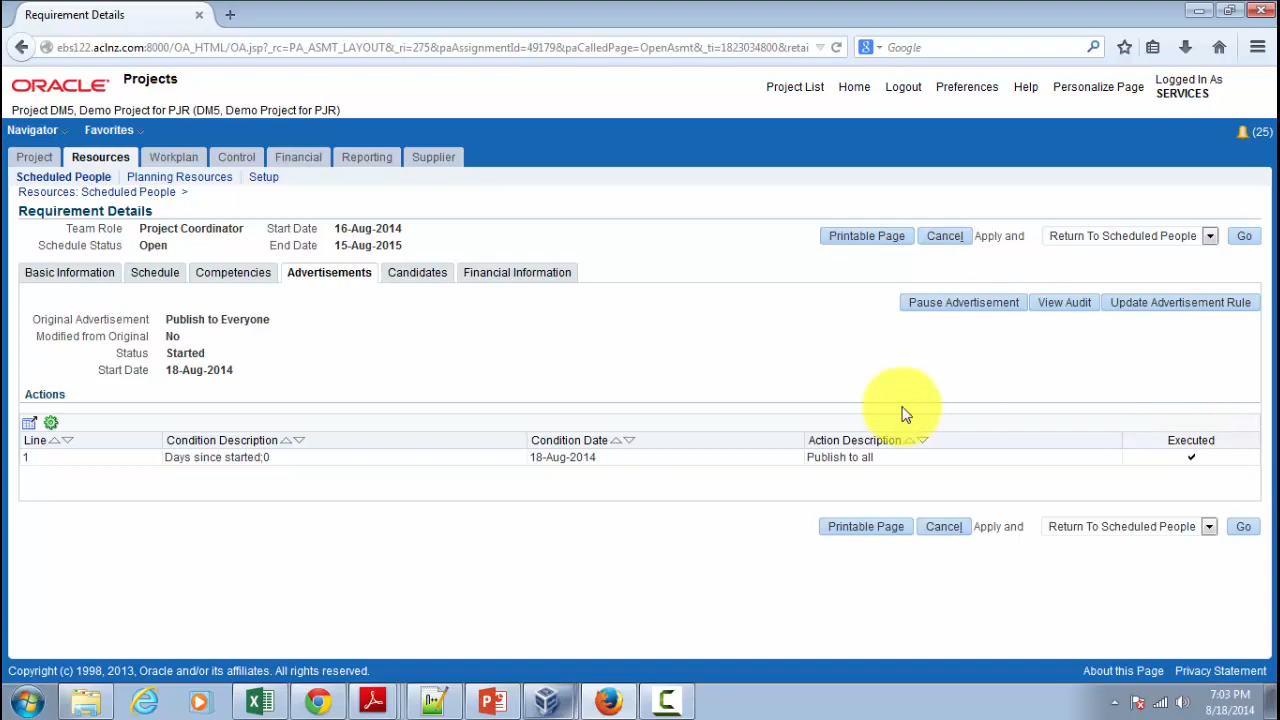 Requirement Details × +
ebs122.aclnz.com:8000/OA_HTML/OA.jsp?_rc=PA_ASMT_LAYOUT&_ri=275&paAssignmentId=49179&paCalledPage=OpenAsmt&_ti=1823034800&retai
Google
ORACLE Projects
Project List Home Logout Preferences Help Personalize Page Logged In As SERVICES
Project DM5, Demo Project for PJR (DM5, Demo Project for PJR)
Navigator Favorites (25)
Project Resources Workplan Control Financial Reporting Supplier
Scheduled People Planning Resources Setup
Resources: Scheduled People >
Requirement Details
Team Role Project Coordinator Start Date 16-Aug-2014
Schedule Status Open End Date 15-Aug-2015
Printable Page Cancel Apply and Return To Scheduled People Go
Basic Information Schedule Competencies Advertisements Candidates Financial Information
Pause Advertisement View Audit Update Advertisement Rule
Original Advertisement Publish to Everyone
Modified from Original No
Status Started
Start Date 18-Aug-2014
Actions
Line Condition Description Condition Date Action Description Executed
1 Days since started;0 18-Aug-2014 Publish to all ✔
Printable Page Cancel Apply and Return To Scheduled People Go
Copyright (c) 1998, 2013, Oracle and/or its affiliates. All rights reserved. About this Page Privacy Statement
7:03 PM
8/18/2014